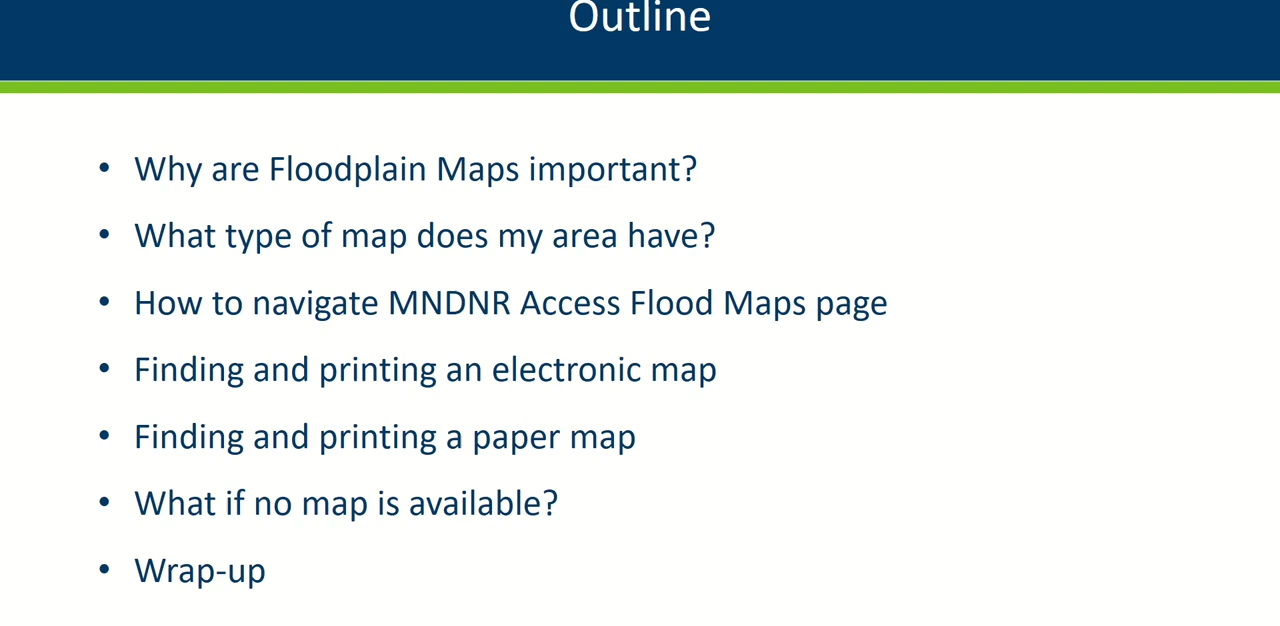 Outline
• Why are Floodplain Maps important?
• What type of map does my area have?
• How to navigate MNDNR Access Flood Maps page
• Finding and printing an electronic map
• Finding and printing a paper map
• What if no map is available?
• Wrap-up